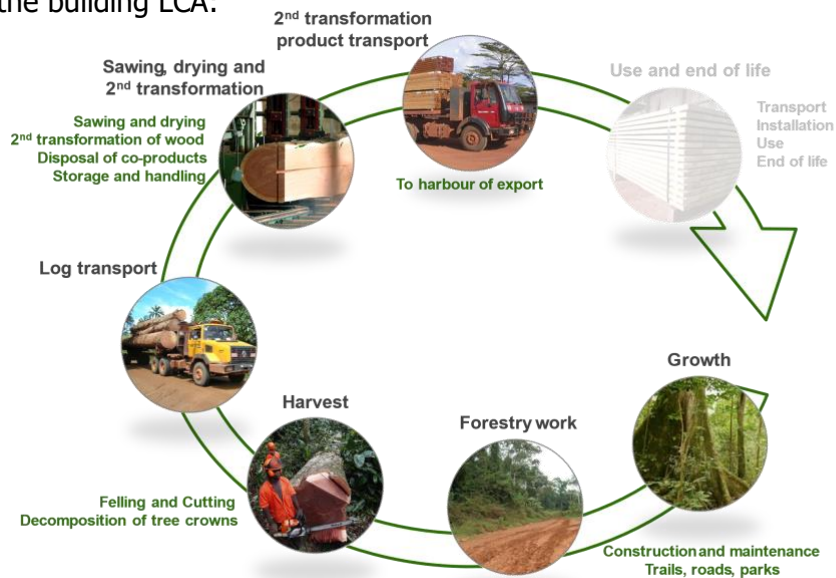 the building LCA:
2nd transformation
product transport
Sawing, drying and
2nd transformation
Use and end of life
Sawing and drying
2nd transformation of wood
Disposal of co-products
Storage and handling
Transport
Installation
Use
End of life
To harbour of export
Log transport
Growth
Harvest
Forestry work
Felling and Cutting
Decomposition of tree crowns
Construction and maintenance
Trails, roads, parks